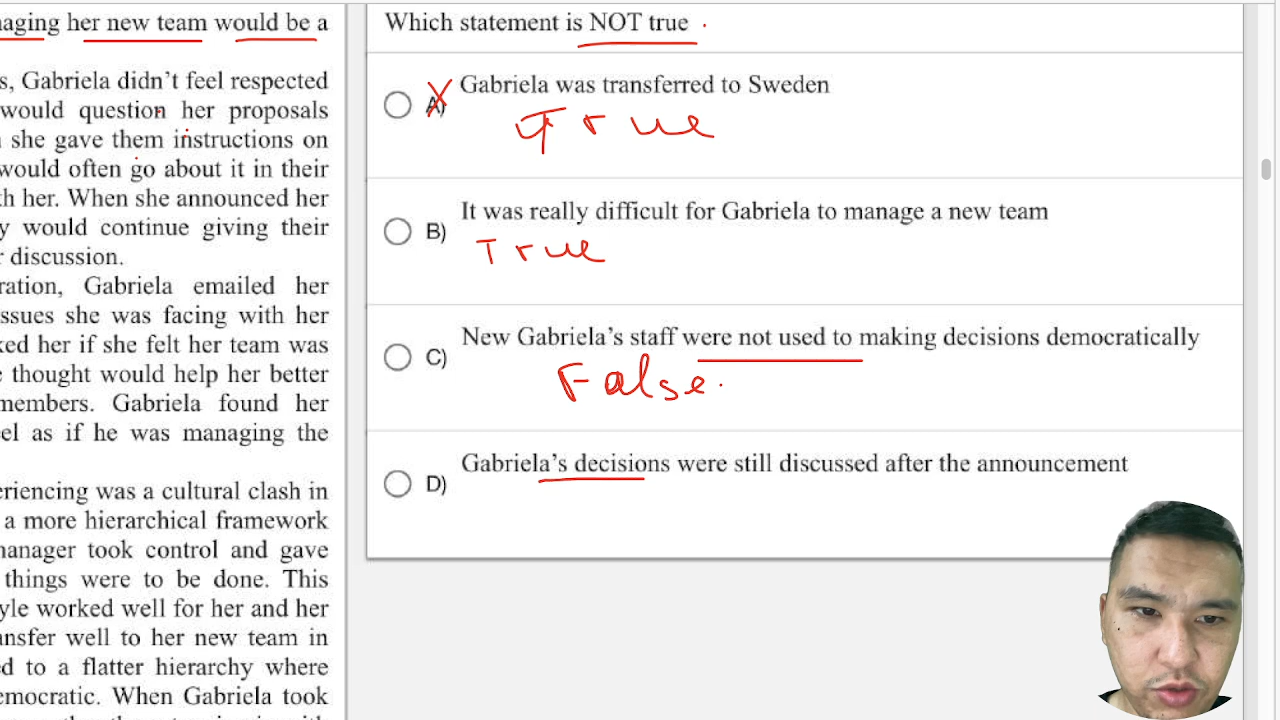 aging her new team would be a
s, Gabriela didn't feel respected
would question her proposals
she gave them instructions on
would often go about it in their
th her. When she announced her
y would continue giving their
r discussion.
ration, Gabriela emailed her
ssues she was facing with her
ked her if she felt her team was
e thought would help her better
members. Gabriela found her
el as if he was managing the
eriencing was a cultural clash in
a more hierarchical framework
nanager took control and gave
things were to be done. This
yle worked well for her and her
ansfer well to her new team in
ed to a flatter hierarchy where
emocratic. When Gabriela took
Which statement is NOT true
A) Gabriela was transferred to Sweden
True
B) It was really difficult for Gabriela to manage a new team
True
C) New Gabriela's staff were not used to making decisions democratically
False.
D) Gabriela's decisions were still discussed after the announcement